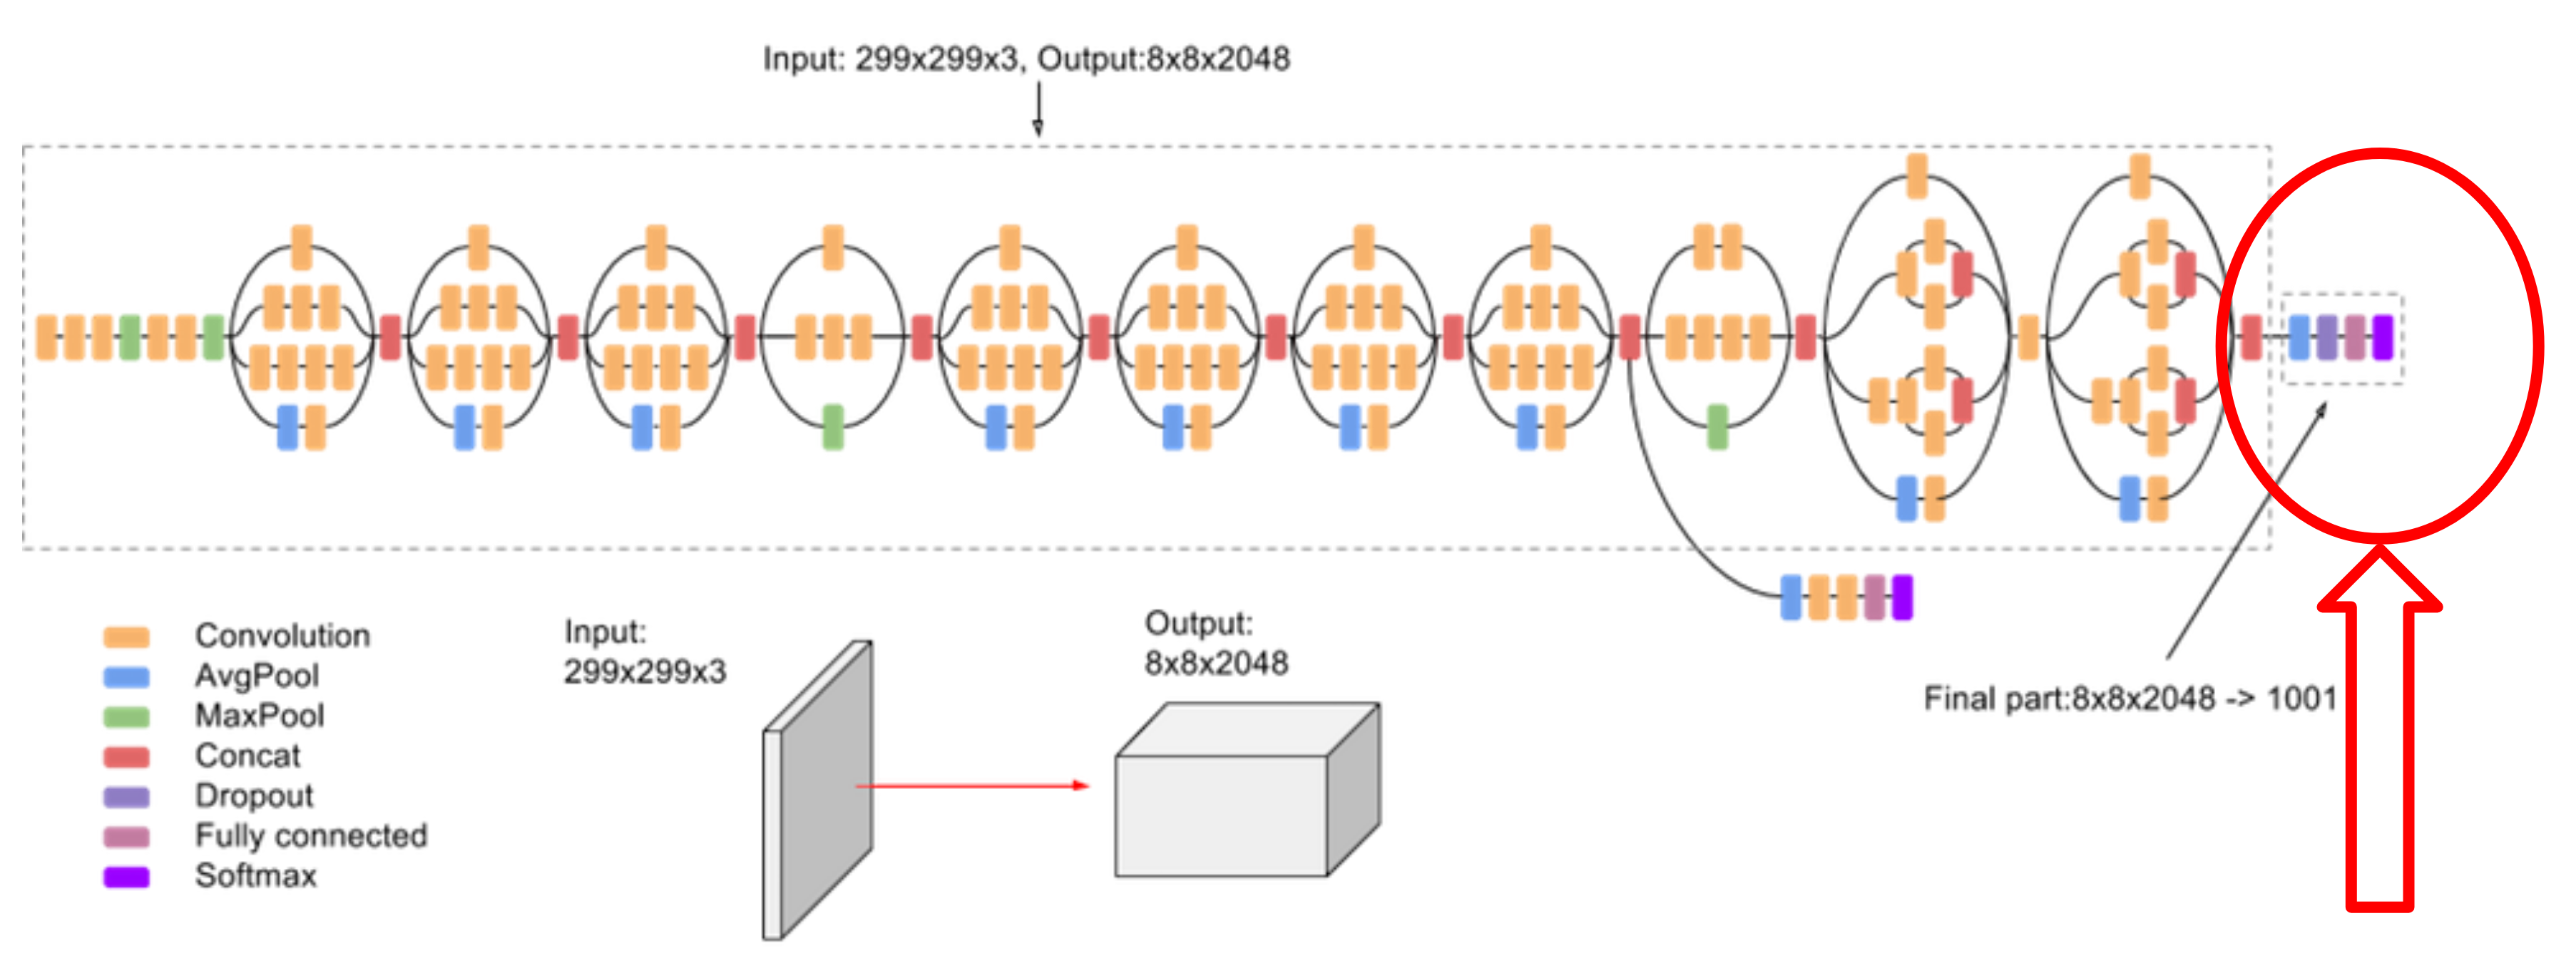 Input: 299x299x3, Output:8x8x2048
Convolution
AvgPool
MaxPool
Concat
Dropout
Fully connected
Softmax
Input:
299x299x3
Output:
8x8x2048
Final part:8x8x2048 -> 1001